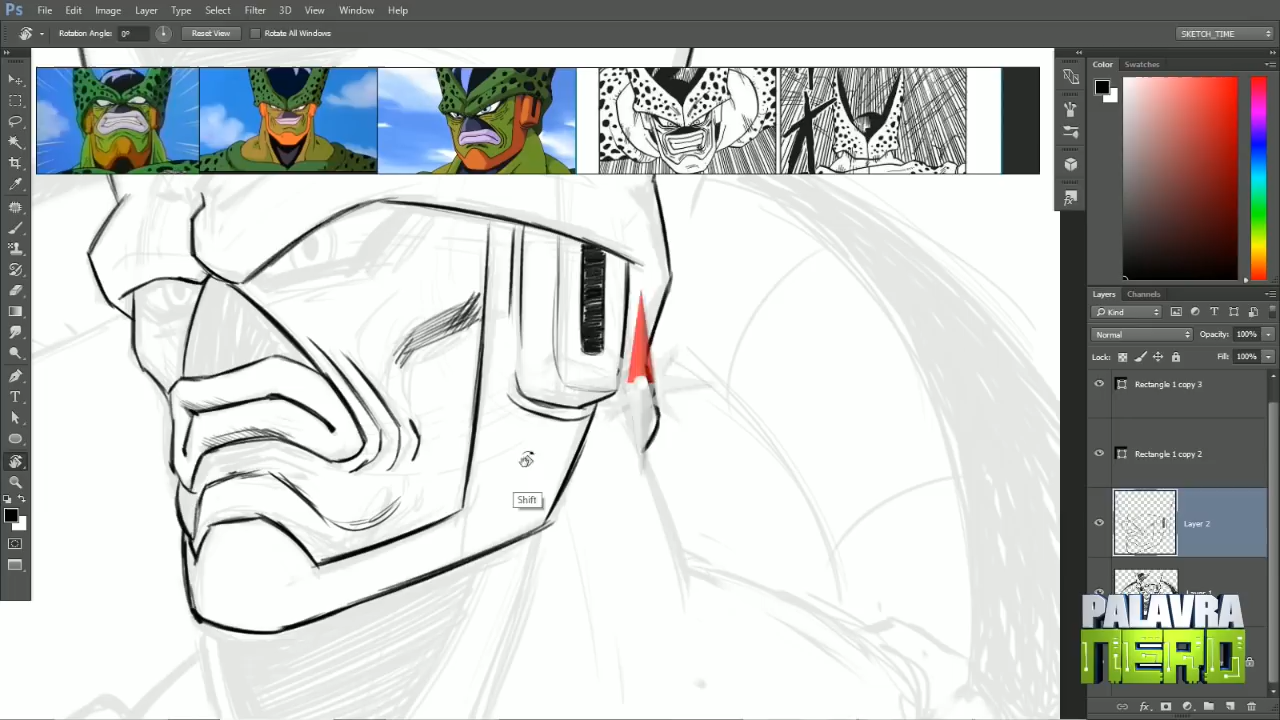 Ps File Edit Image Layer Type Select Filter 3D View Window Help
Rotation Angle: 0° Reset View Rotate All Windows SKETCH_TIME
Color Swatches
Layers Channels
Kind
Normal Opacity: 100%
Lock: Fill: 100%
Rectangle 1 copy 3
Rectangle 1 copy 2
Layer 2
Layer 1
Shift
PALAVRA
NERD